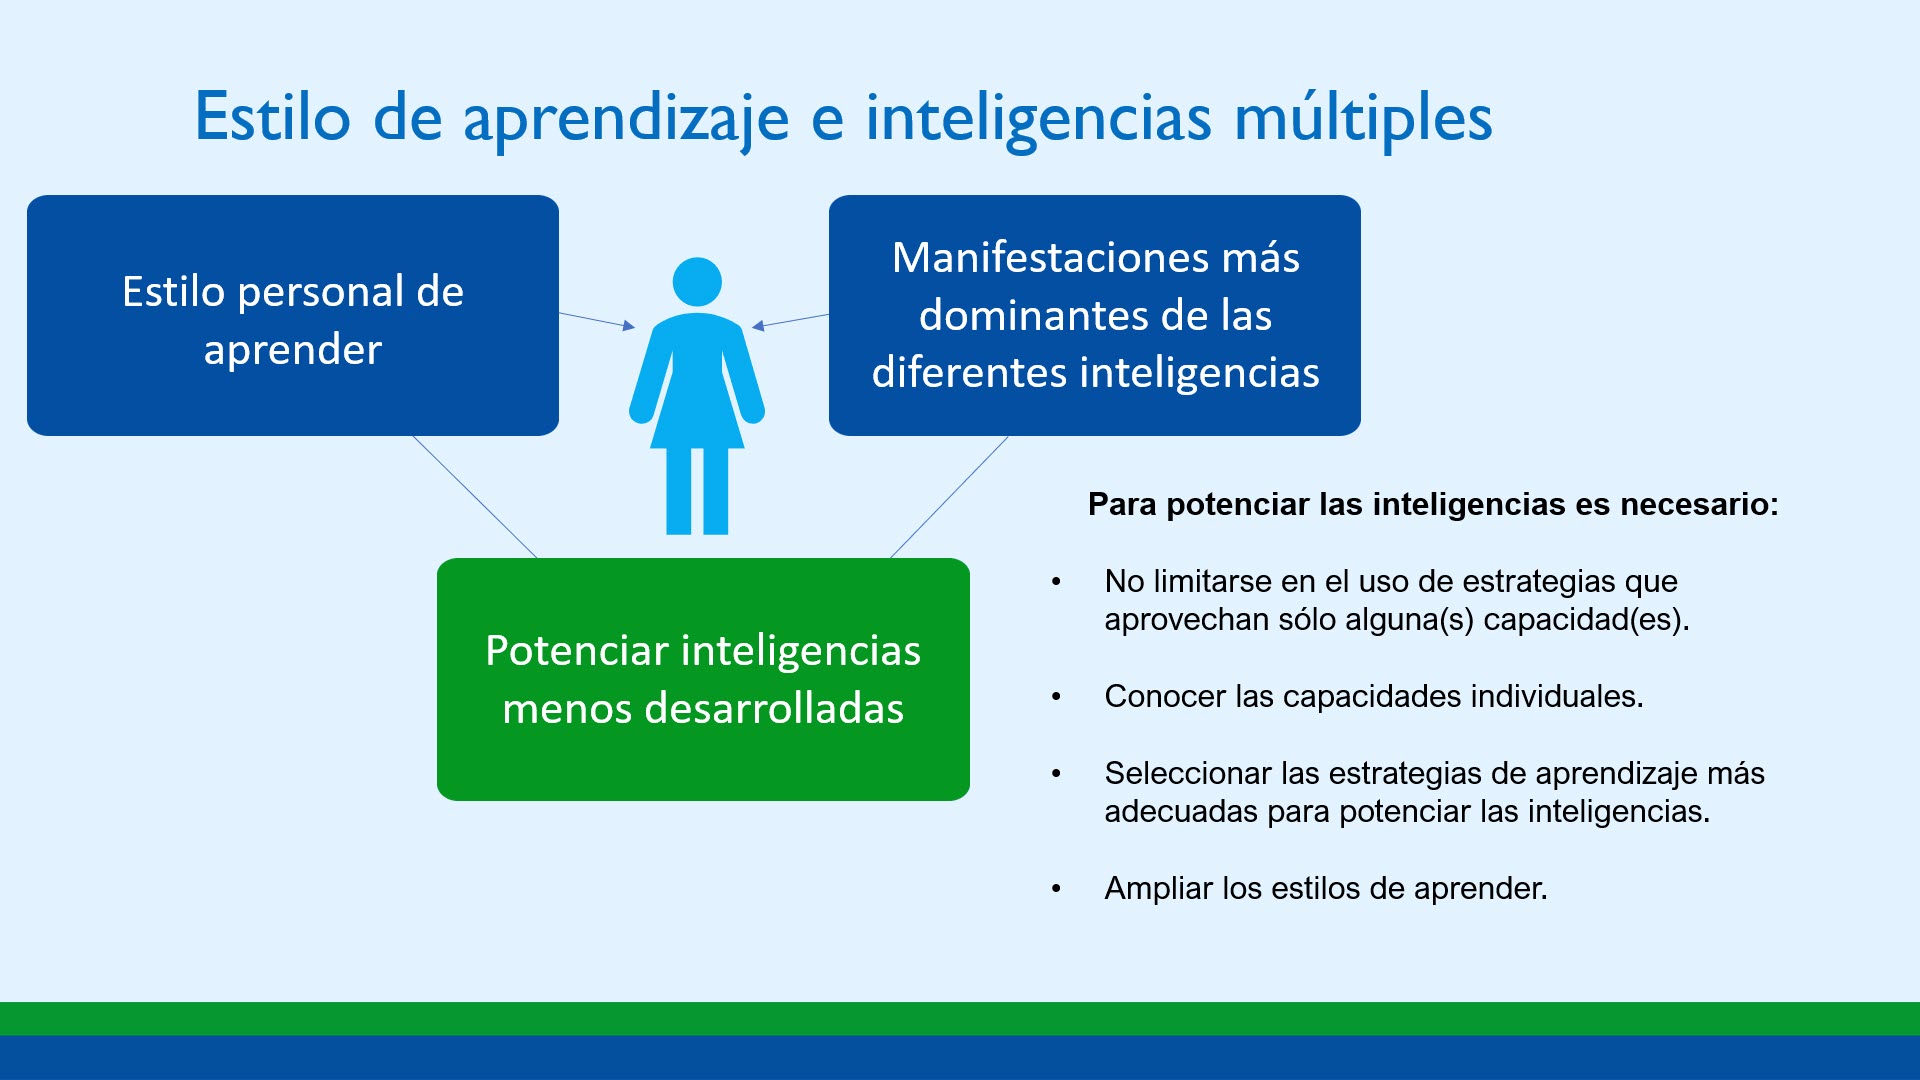 Estilo de aprendizaje e inteligencias múltiples
Estilo personal de
aprender
Manifestaciones más
dominantes de las
diferentes inteligencias
Potenciar inteligencias
menos desarrolladas
Para potenciar las inteligencias es necesario:
• No limitarse en el uso de estrategias que
aprovechan sólo alguna(s) capacidad(es).
• Conocer las capacidades individuales.
• Seleccionar las estrategias de aprendizaje más
adecuadas para potenciar las inteligencias.
• Ampliar los estilos de aprender.